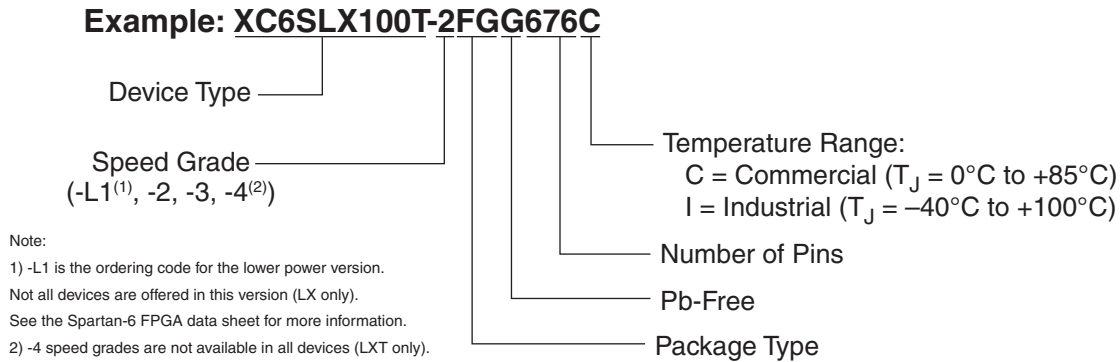 Example: XC6SLX100T-2FGG676C
Device Type
Speed Grade
(-L1(1), -2, -3, -4(2))
Temperature Range:
C = Commercial (TJ = 0°C to +85°C)
I = Industrial (TJ = –40°C to +100°C)
Number of Pins
Pb-Free
Package Type
Note:
1) -L1 is the ordering code for the lower power version.
Not all devices are offered in this version (LX only).
See the Spartan-6 FPGA data sheet for more information.
2) -4 speed grades are not available in all devices (LXT only).